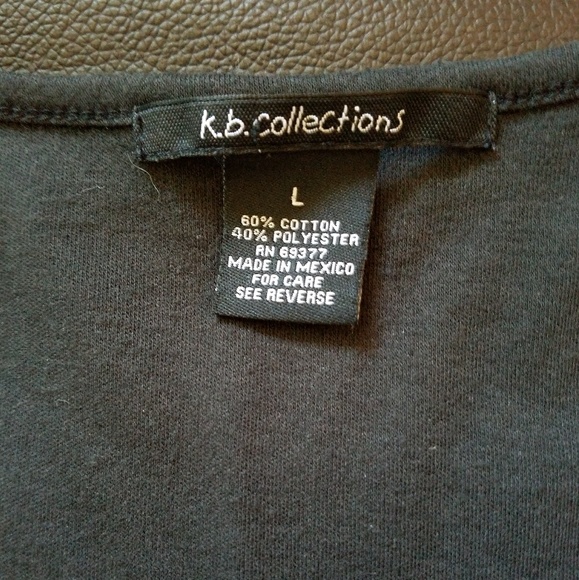 k.b. collections
L
60% COTTON
40% POLYESTER
RN 69377
MADE IN MEXICO
FOR CARE
SEE REVERSE